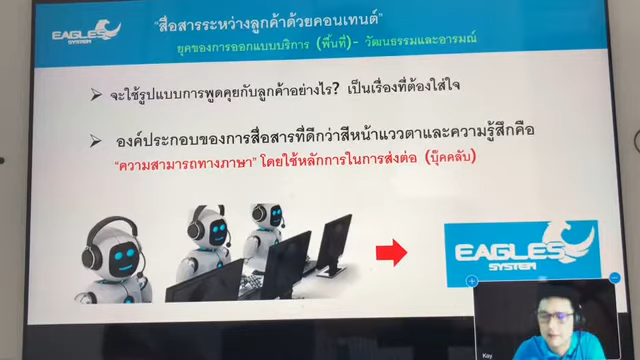 EAGLES
SYSTEM
"สื่อสารระหว่างลูกค้าด้วยคอนเทนต์"
ยุคของการออกแบบบริการ (พื้นที่)- วัฒนธรรมและอารมณ์
จะใช้รูปแบบการพูดคุยกับลูกค้าอย่างไร? เป็นเรื่องที่ต้องใส่ใจ
องค์ประกอบของการสื่อสารที่ดีกว่าสีหน้าแววตาและความรู้สึกคือ
"ความสามารถทางภาษา" โดยใช้หลักการในการส่งต่อ (บุ๊คคลับ)
EAGLES
SYSTEM
Kay